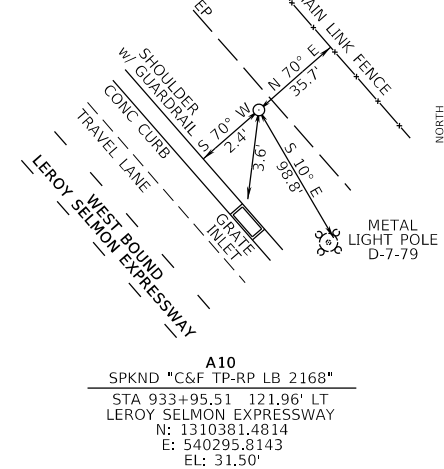 EP
CHAIN LINK FENCE
N 70° E
35.7'
SHOULDER
w/ GUARDRAIL
S 70° W
2.4'
3.6'
S 10° E
98.8'
CONC CURB
TRAVEL LANE
GRATE
INLET
WEST BOUND
LEROY SELMON EXPRESSWAY
METAL
LIGHT POLE
D-7-79
NORTH
A10
SPKND "C&F TP-RP LB 2168"
STA 933+95.51 121.96' LT
LEROY SELMON EXPRESSWAY
N: 1310381.4814
E: 540295.8143
EL: 31.50'